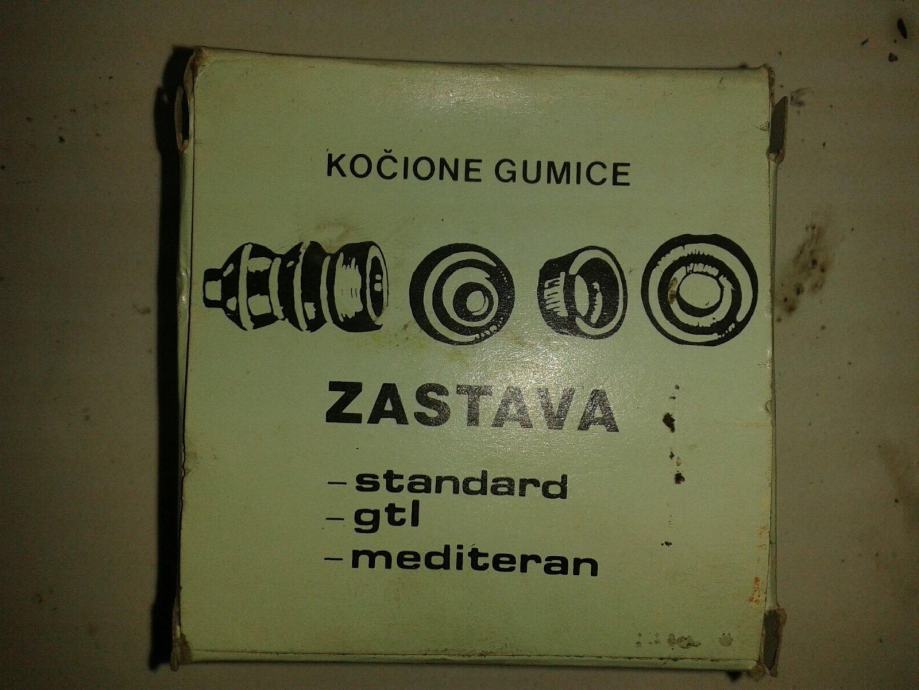 KOČIONE GUMICE
ZASTAVA
– standard
– gtl
– mediteran